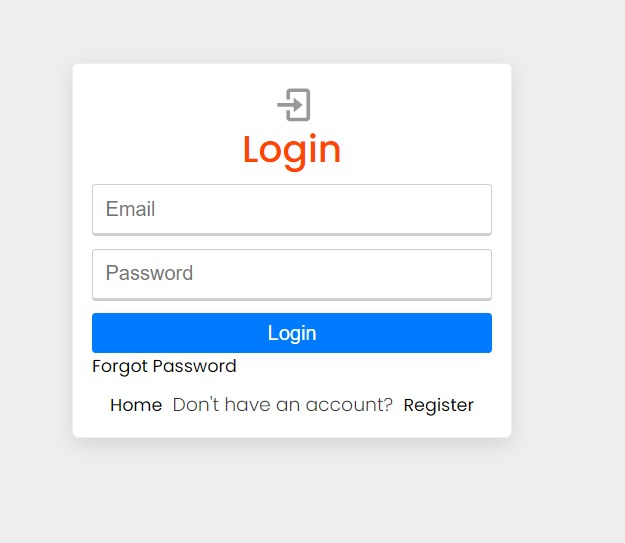 Login
Email
Password
Login
Forgot Password
Home Don't have an account? Register